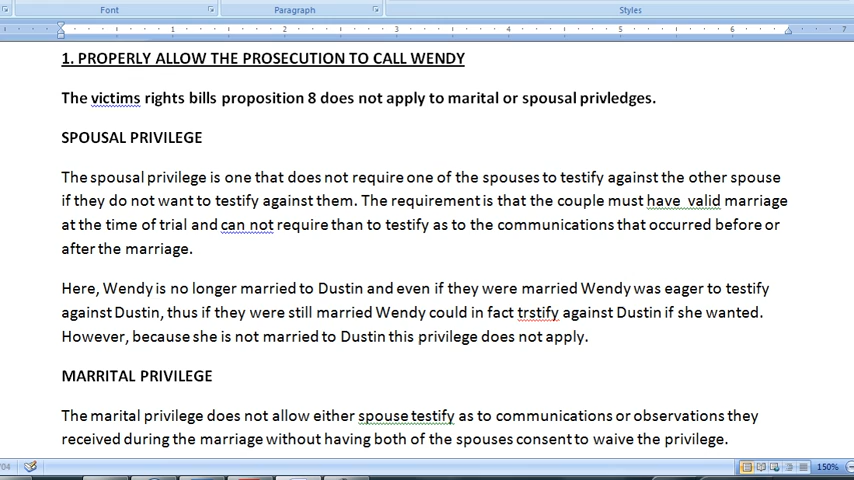 Font Paragraph Styles
1 2 3 4 5 6 7
1. PROPERLY ALLOW THE PROSECUTION TO CALL WENDY
The victims rights bills proposition 8 does not apply to marital or spousal privledges.
SPOUSAL PRIVILEGE
The spousal privilege is one that does not require one of the spouses to testify against the other spouse
if they do not want to testify against them. The requirement is that the couple must have  valid marriage
at the time of trial and can not require than to testify as to the communications that occurred before or
after the marriage.
Here, Wendy is no longer married to Dustin and even if they were married Wendy was eager to testify
against Dustin, thus if they were still married Wendy could in fact trstify against Dustin if she wanted.
However, because she is not married to Dustin this privilege does not apply.
MARRITAL PRIVILEGE
The marital privilege does not allow either spouse testify as to communications or observations they
received during the marriage without having both of the spouses consent to waive the privilege.
150%